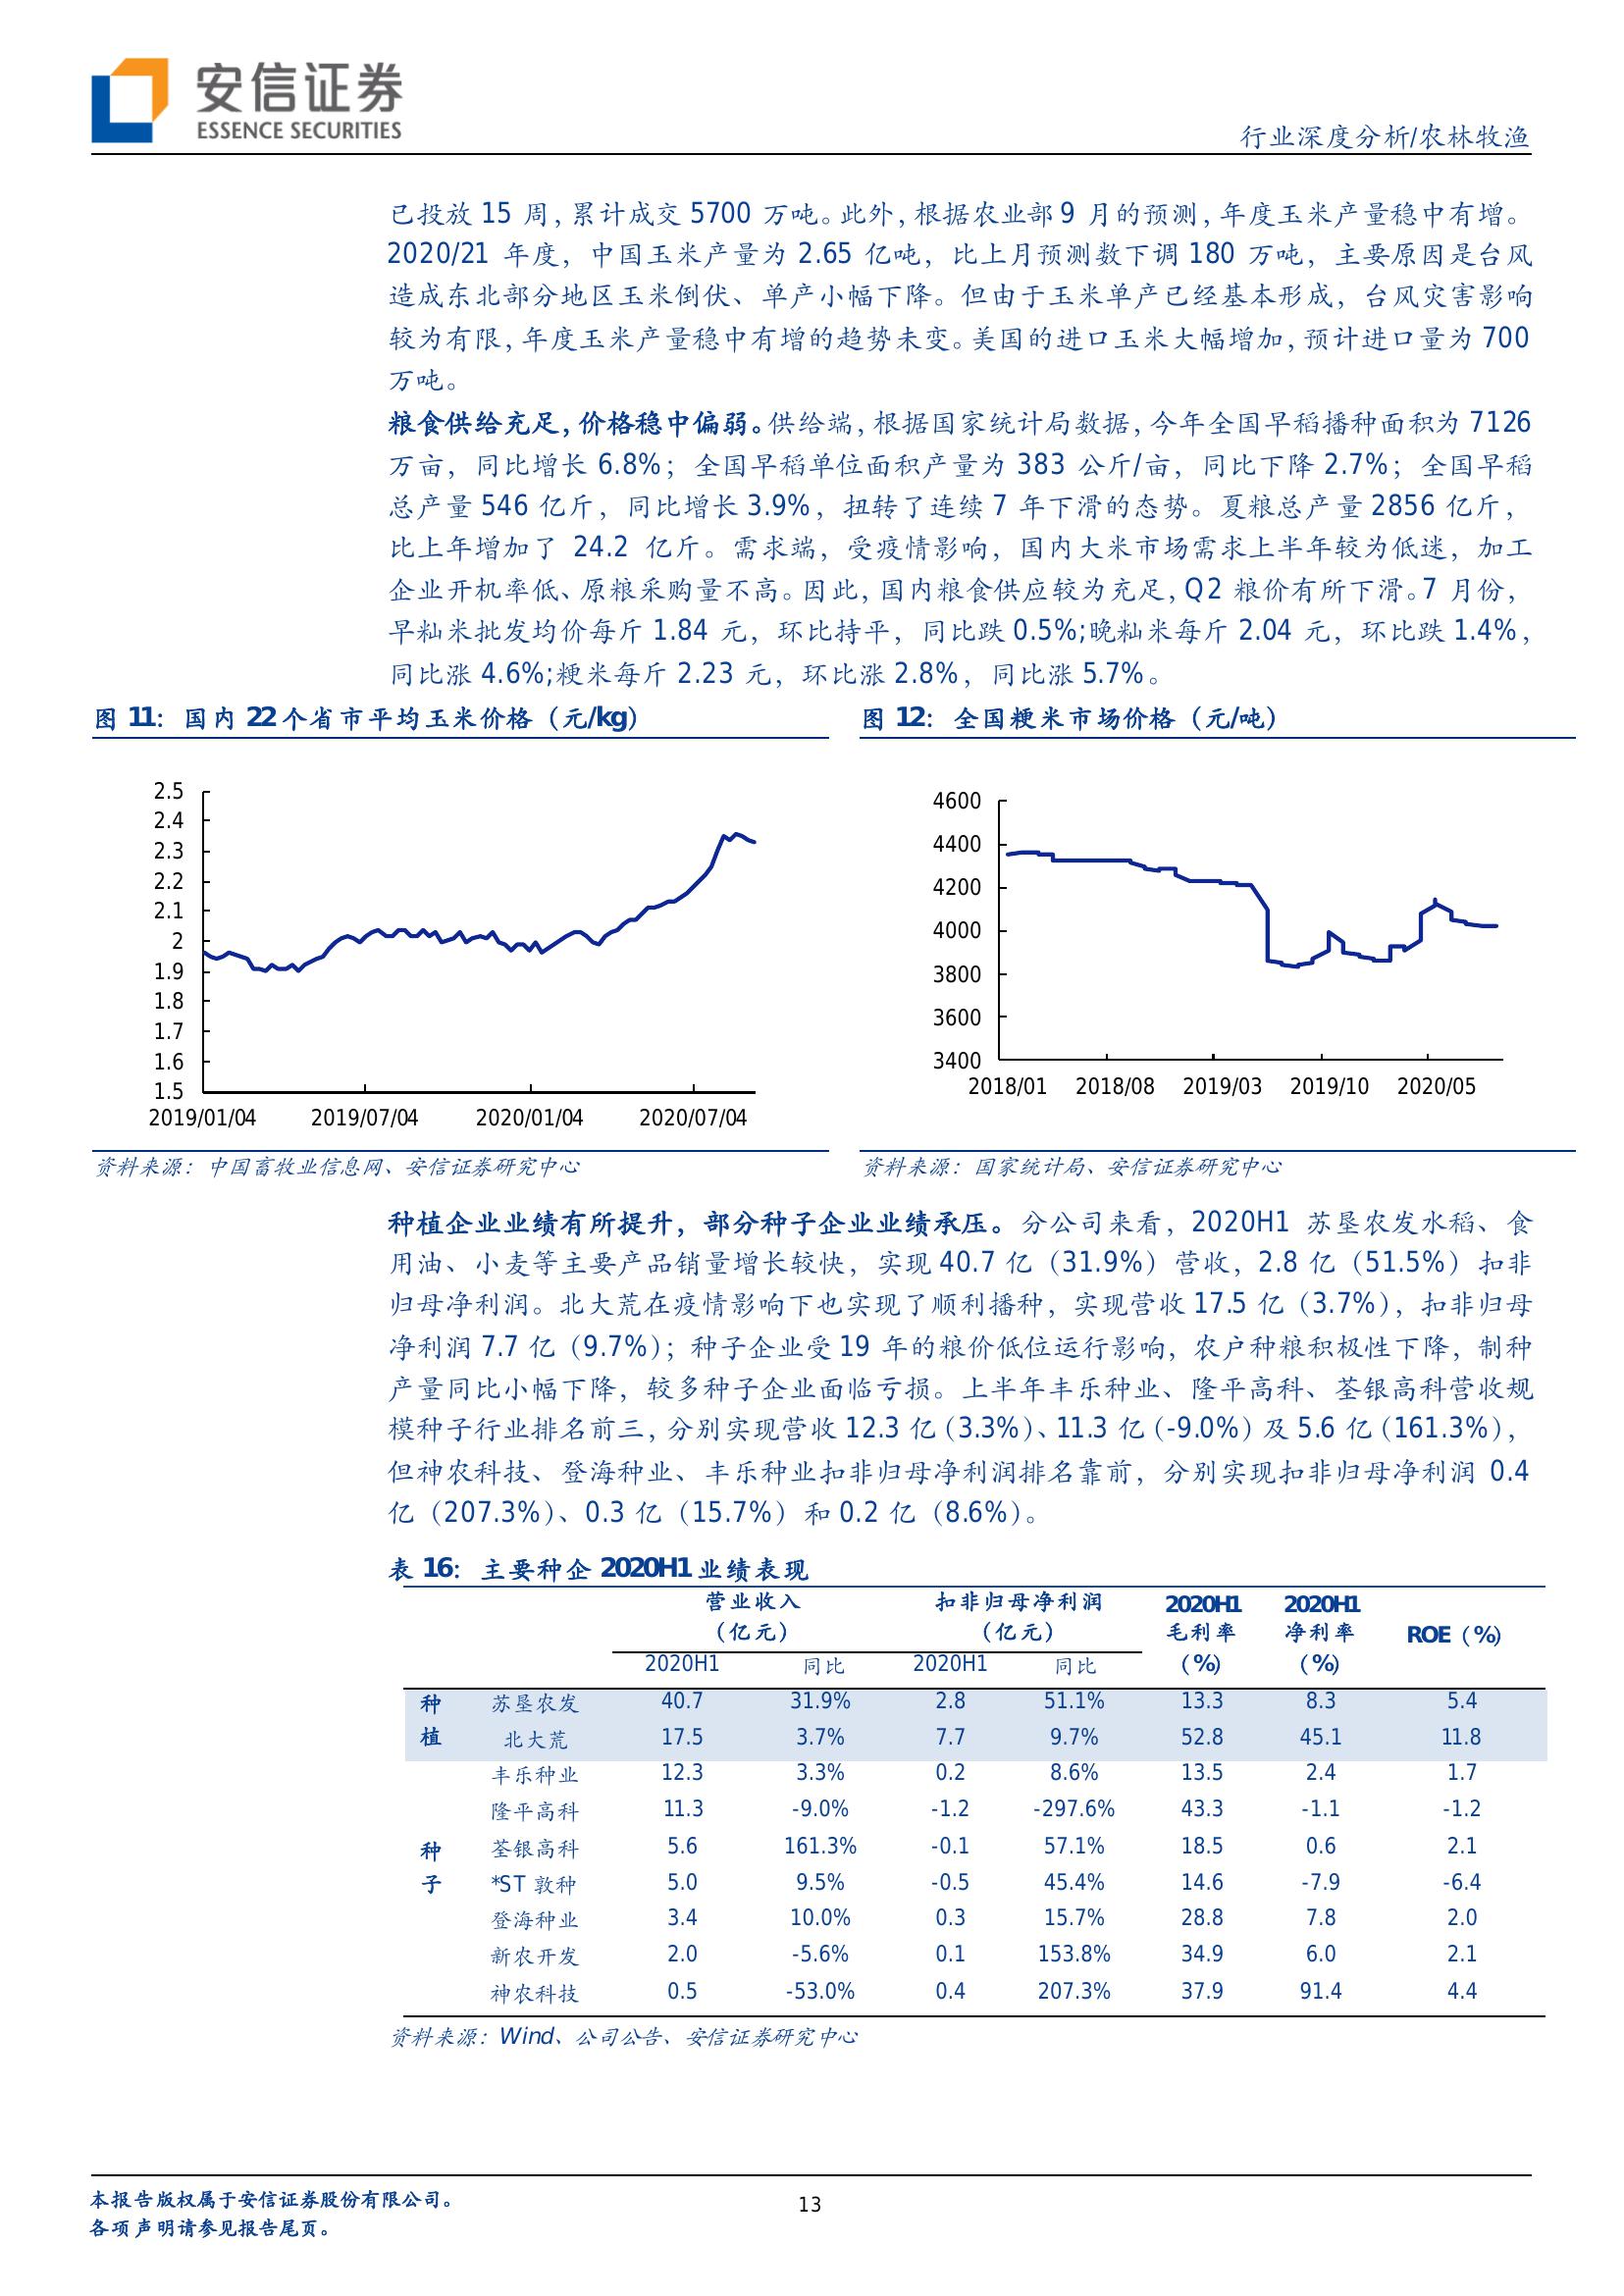 安信证券
ESSENCE SECURITIES
行业深度分析/农林牧渔
已投放 15 周，累计成交 5700 万吨。此外，根据农业部 9 月的预测，年度玉米产量稳中有增。
2020/21 年度，中国玉米产量为 2.65 亿吨，比上月预测数下调 180 万吨，主要原因是台风
造成东北部分地区玉米倒伏、单产小幅下降。但由于玉米单产已经基本形成，台风灾害影响
较为有限，年度玉米产量稳中有增的趋势未变。美国的进口玉米大幅增加，预计进口量为 700
万吨。
粮食供给充足，价格稳中偏弱。供给端，根据国家统计局数据，今年全国早稻播种面积为 7126
万亩，同比增长 6.8%；全国早稻单位面积产量为 383 公斤/亩，同比下降 2.7%；全国早稻
总产量 546 亿斤，同比增长 3.9%，扭转了连续 7 年下滑的态势。夏粮总产量 2856 亿斤，
比上年增加了 24.2 亿斤。需求端，受疫情影响，国内大米市场需求上半年较为低迷，加工
企业开机率低、原粮采购量不高。因此，国内粮食供应较为充足，Q2 粮价有所下滑。7 月份，
早籼米批发均价每斤 1.84 元，环比持平，同比跌 0.5%;晚籼米每斤 2.04 元，环比跌 1.4%，
同比涨 4.6%;粳米每斤 2.23 元，环比涨 2.8%，同比涨 5.7%。
图 11：国内 22 个省市平均玉米价格（元/kg）
2.5
2.4
2.3
2.2
2.1
2
1.9
1.8
1.7
1.6
1.5
2019/01/04 2019/07/04 2020/01/04 2020/07/04
资料来源：中国畜牧业信息网、安信证券研究中心
图 12：全国粳米市场价格（元/吨）
4600
4400
4200
4000
3800
3600
3400
2018/01 2018/08 2019/03 2019/10 2020/05
资料来源：国家统计局、安信证券研究中心
种植企业业绩有所提升，部分种子企业业绩承压。分公司来看，2020H1 苏垦农发水稻、食
用油、小麦等主要产品销量增长较快，实现 40.7 亿（31.9%）营收，2.8 亿（51.5%）扣非
归母净利润。北大荒在疫情影响下也实现了顺利播种，实现营收 17.5 亿（3.7%），扣非归母
净利润 7.7 亿（9.7%）；种子企业受 19 年的粮价低位运行影响，农户种粮积极性下降，制种
产量同比小幅下降，较多种子企业面临亏损。上半年丰乐种业、隆平高科、荃银高科营收规
模种子行业排名前三，分别实现营收 12.3 亿（3.3%）、11.3 亿（-9.0%）及 5.6 亿（161.3%），
但神农科技、登海种业、丰乐种业扣非归母净利润排名靠前，分别实现扣非归母净利润 0.4
亿（207.3%）、0.3 亿（15.7%）和 0.2 亿（8.6%）。
表 16：主要种企 2020H1 业绩表现
营业收入 扣非归母净利润 2020H1 2020H1
（亿元） （亿元） 毛利率 净利率 ROE（%）
2020H1 同比 2020H1 同比 （%） （%）
种 苏垦农发 40.7 31.9% 2.8 51.1% 13.3 8.3 5.4
植 北大荒 17.5 3.7% 7.7 9.7% 52.8 45.1 11.8
丰乐种业 12.3 3.3% 0.2 8.6% 13.5 2.4 1.7
隆平高科 11.3 -9.0% -1.2 -297.6% 43.3 -1.1 -1.2
种 荃银高科 5.6 161.3% -0.1 57.1% 18.5 0.6 2.1
子 *ST 敦种 5.0 9.5% -0.5 45.4% 14.6 -7.9 -6.4
登海种业 3.4 10.0% 0.3 15.7% 28.8 7.8 2.0
新农开发 2.0 -5.6% 0.1 153.8% 34.9 6.0 2.1
神农科技 0.5 -53.0% 0.4 207.3% 37.9 91.4 4.4
资料来源：Wind、公司公告、安信证券研究中心
本报告版权属于安信证券股份有限公司。
各项声明请参见报告尾页。
13